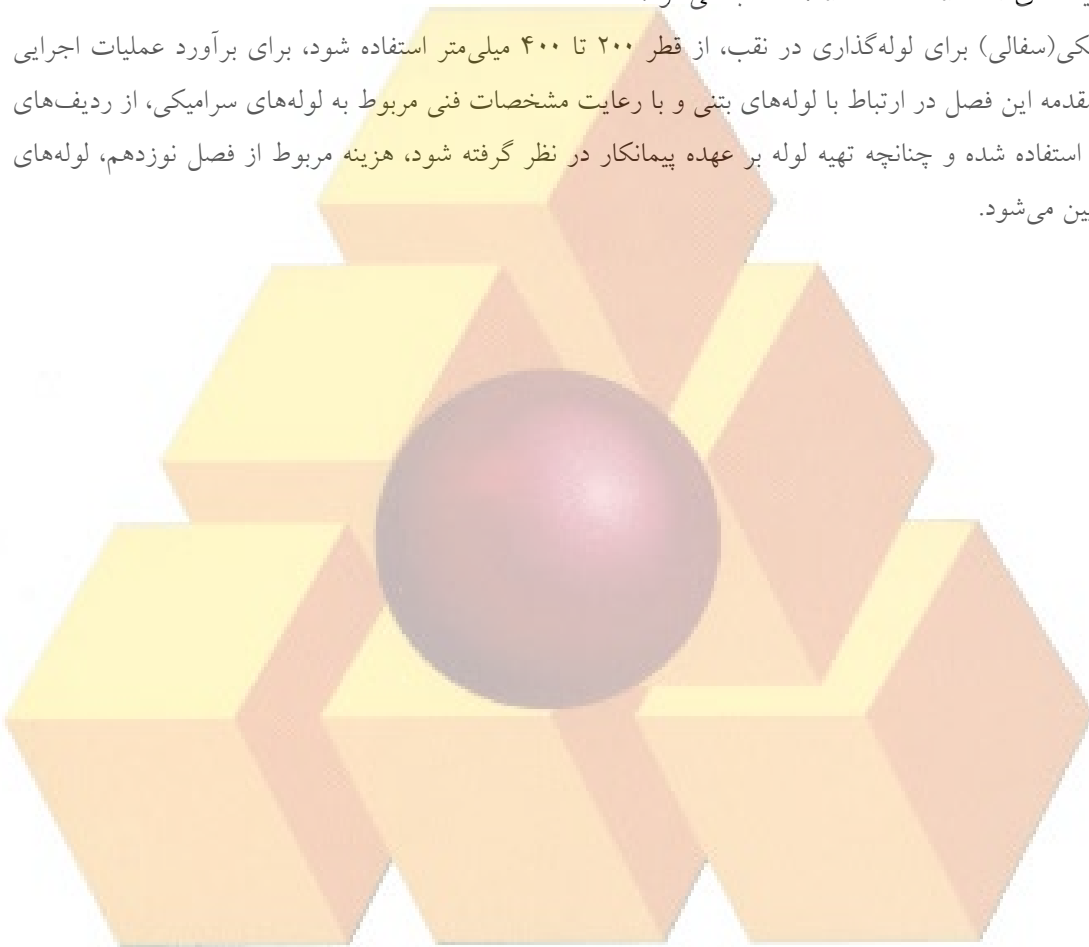 کی(سفالی) برای لوله‌گذاری در نقب، از قطر ۲۰۰ تا ۴۰۰ میلی‌متر استفاده شود، برای برآورد عملیات اجرایی
قدمه این فصل در ارتباط با لوله‌های بتنی و با رعایت مشخصات فنی مربوط به لوله‌های سرامیکی، از ردیف‌های
استفاده شده و چنانچه تهیه لوله بر عهده پیمانکار در نظر گرفته شود، هزینه مربوط از فصل نوزدهم، لوله‌های
ین می‌شود.